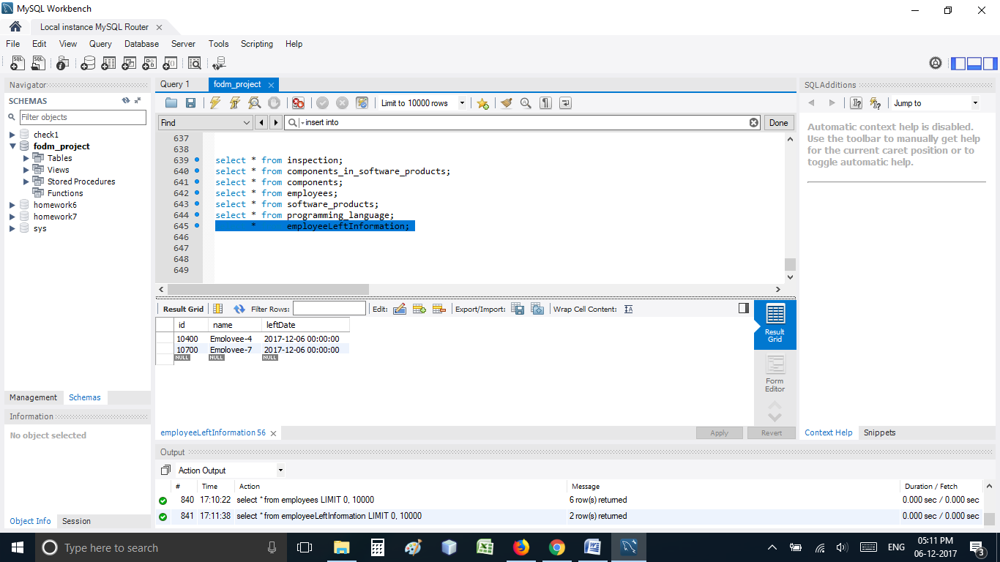 MySQL Workbench
Local instance MySQL Router
File Edit View Query Database Server Tools Scripting Help
Navigator
SCHEMAS
Filter objects
check1
fodm_project
Tables
Views
Stored Procedures
Functions
homework6
homework7
sys
Management Schemas
Information
No object selected
Object Info Session
Query 1 fodm_project
Limit to 10000 rows
Find insert into Done
637
638
639 select * from inspection;
640 select * from components_in_software_products;
641 select * from components;
642 select * from employees;
643 select * from software_products;
644 select * from programming_language;
645 * employeeLeftInformation;
646
647
648
649
Result Grid Filter Rows: Edit: Export/Import: Wrap Cell Content:
id name leftDate
10400 Employee-4 2017-12-06 00:00:00
10700 Employee-7 2017-12-06 00:00:00
NULL NULL NULL
Result Grid
Form Editor
employeeLeftInformation 56
Apply Revert
SQLAdditions
Jump to
Automatic context help is disabled.
Use the toolbar to manually get help
for the current caret position or to
toggle automatic help.
Context Help Snippets
Output
Action Output
# Time Action Message Duration / Fetch
840 17:10:22 select * from employees LIMIT 0, 10000 6 row(s) returned 0.000 sec / 0.000 sec
841 17:11:38 select * from employeeLeftInformation LIMIT 0, 10000 2 row(s) returned 0.000 sec / 0.000 sec
Type here to search
ENG
05:11 PM
06-12-2017
3